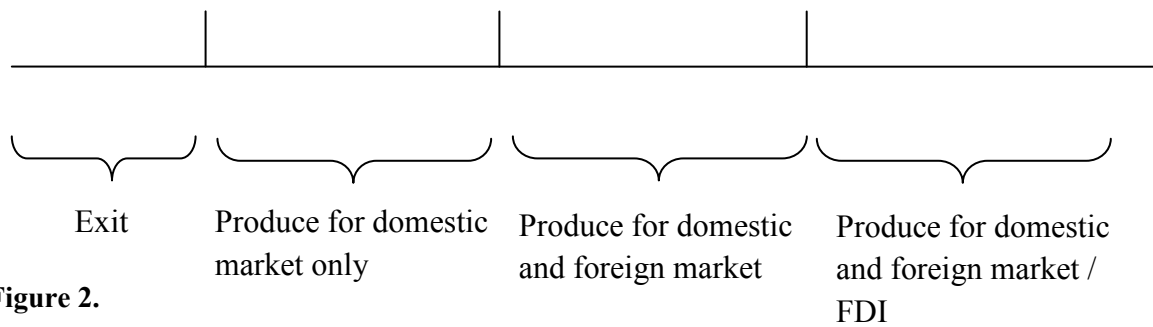 Exit
Produce for domestic
market only
Produce for domestic
and foreign market
Produce for domestic
and foreign market /
FDI
Figure 2.